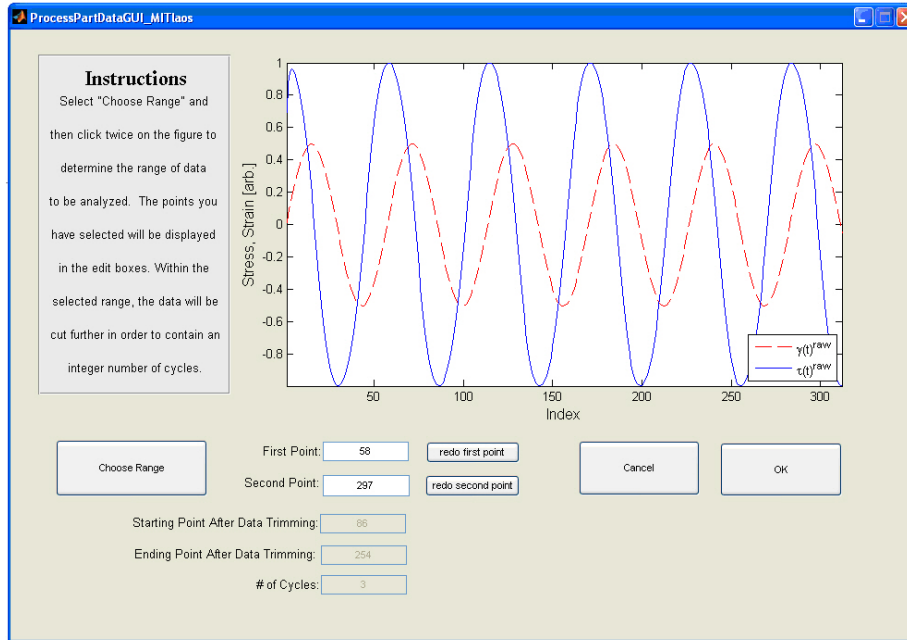 ProcessPartDataGUI_MITlaos
Instructions
Select "Choose Range" and
then click twice on the figure to
determine the range of data
to be analyzed. The points you
have selected will be displayed
in the edit boxes. Within the
selected range, the data will be
cut further in order to contain an
integer number of cycles.
Stress, Strain [arb.]
1
0.8
0.6
0.4
0.2
0
-0.2
-0.4
-0.6
-0.8
50
100
150
200
250
300
Index
γ(t)raw
τ(t)raw
Choose Range
First Point:
58
redo first point
Second Point:
297
redo second point
Cancel
OK
Starting Point After Data Trimming:
86
Ending Point After Data Trimming:
254
# of Cycles:
3